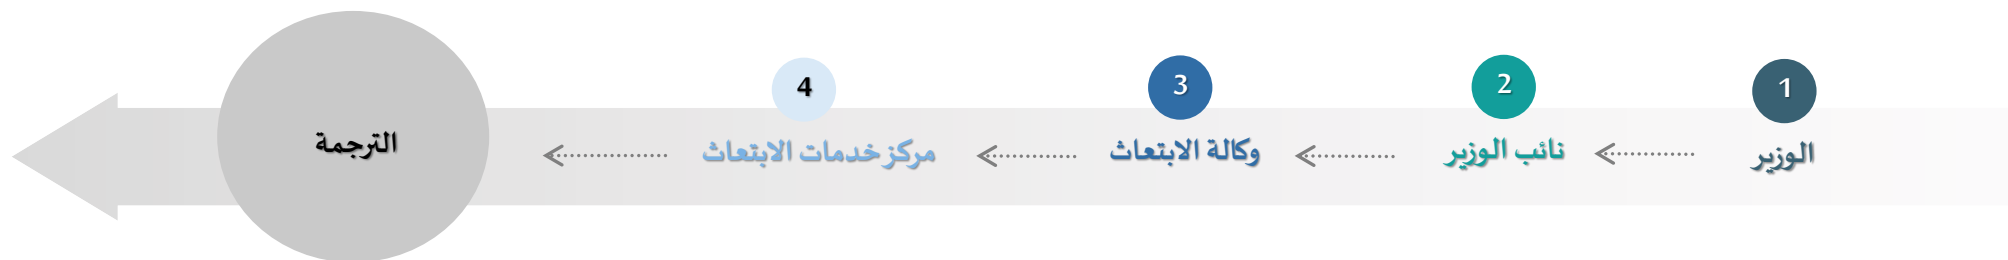 1
الوزير
2
نائب الوزير
3
وكالة الابتعاث
4
مركز خدمات الابتعاث
الترجمة